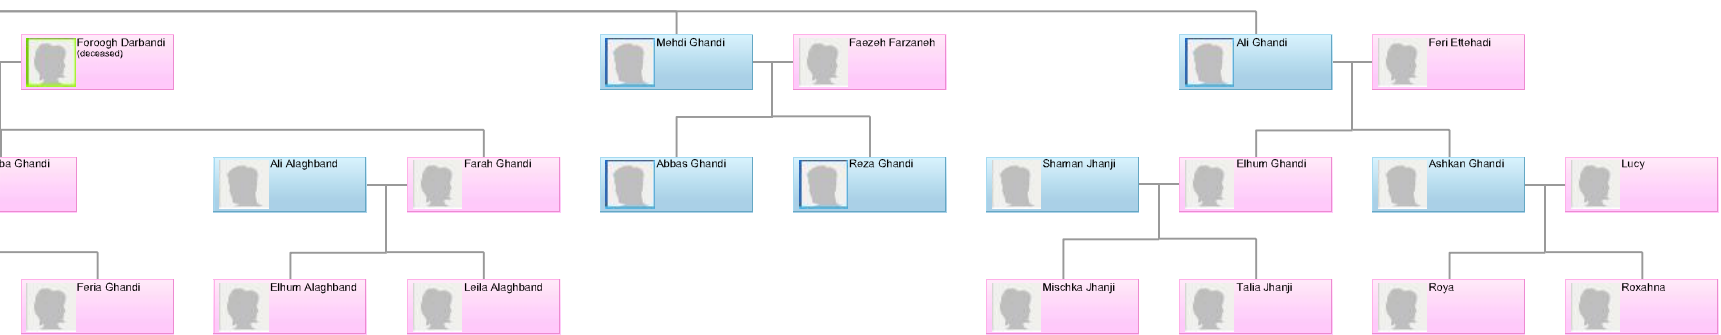 Foroogh Darbandi
(deceased)
Mehdi Ghandi
Faezeh Farzaneh
Ali Ghandi
Feri Ettehadi
ba Ghandi
Ali Alaghband
Farah Ghandi
Abbas Ghandi
Reza Ghandi
Shaman Jhanji
Elhum Ghandi
Ashkan Ghandi
Lucy
Feria Ghandi
Elhum Alaghband
Leila Alaghband
Mischka Jhanji
Talia Jhanji
Roya
Roxahna